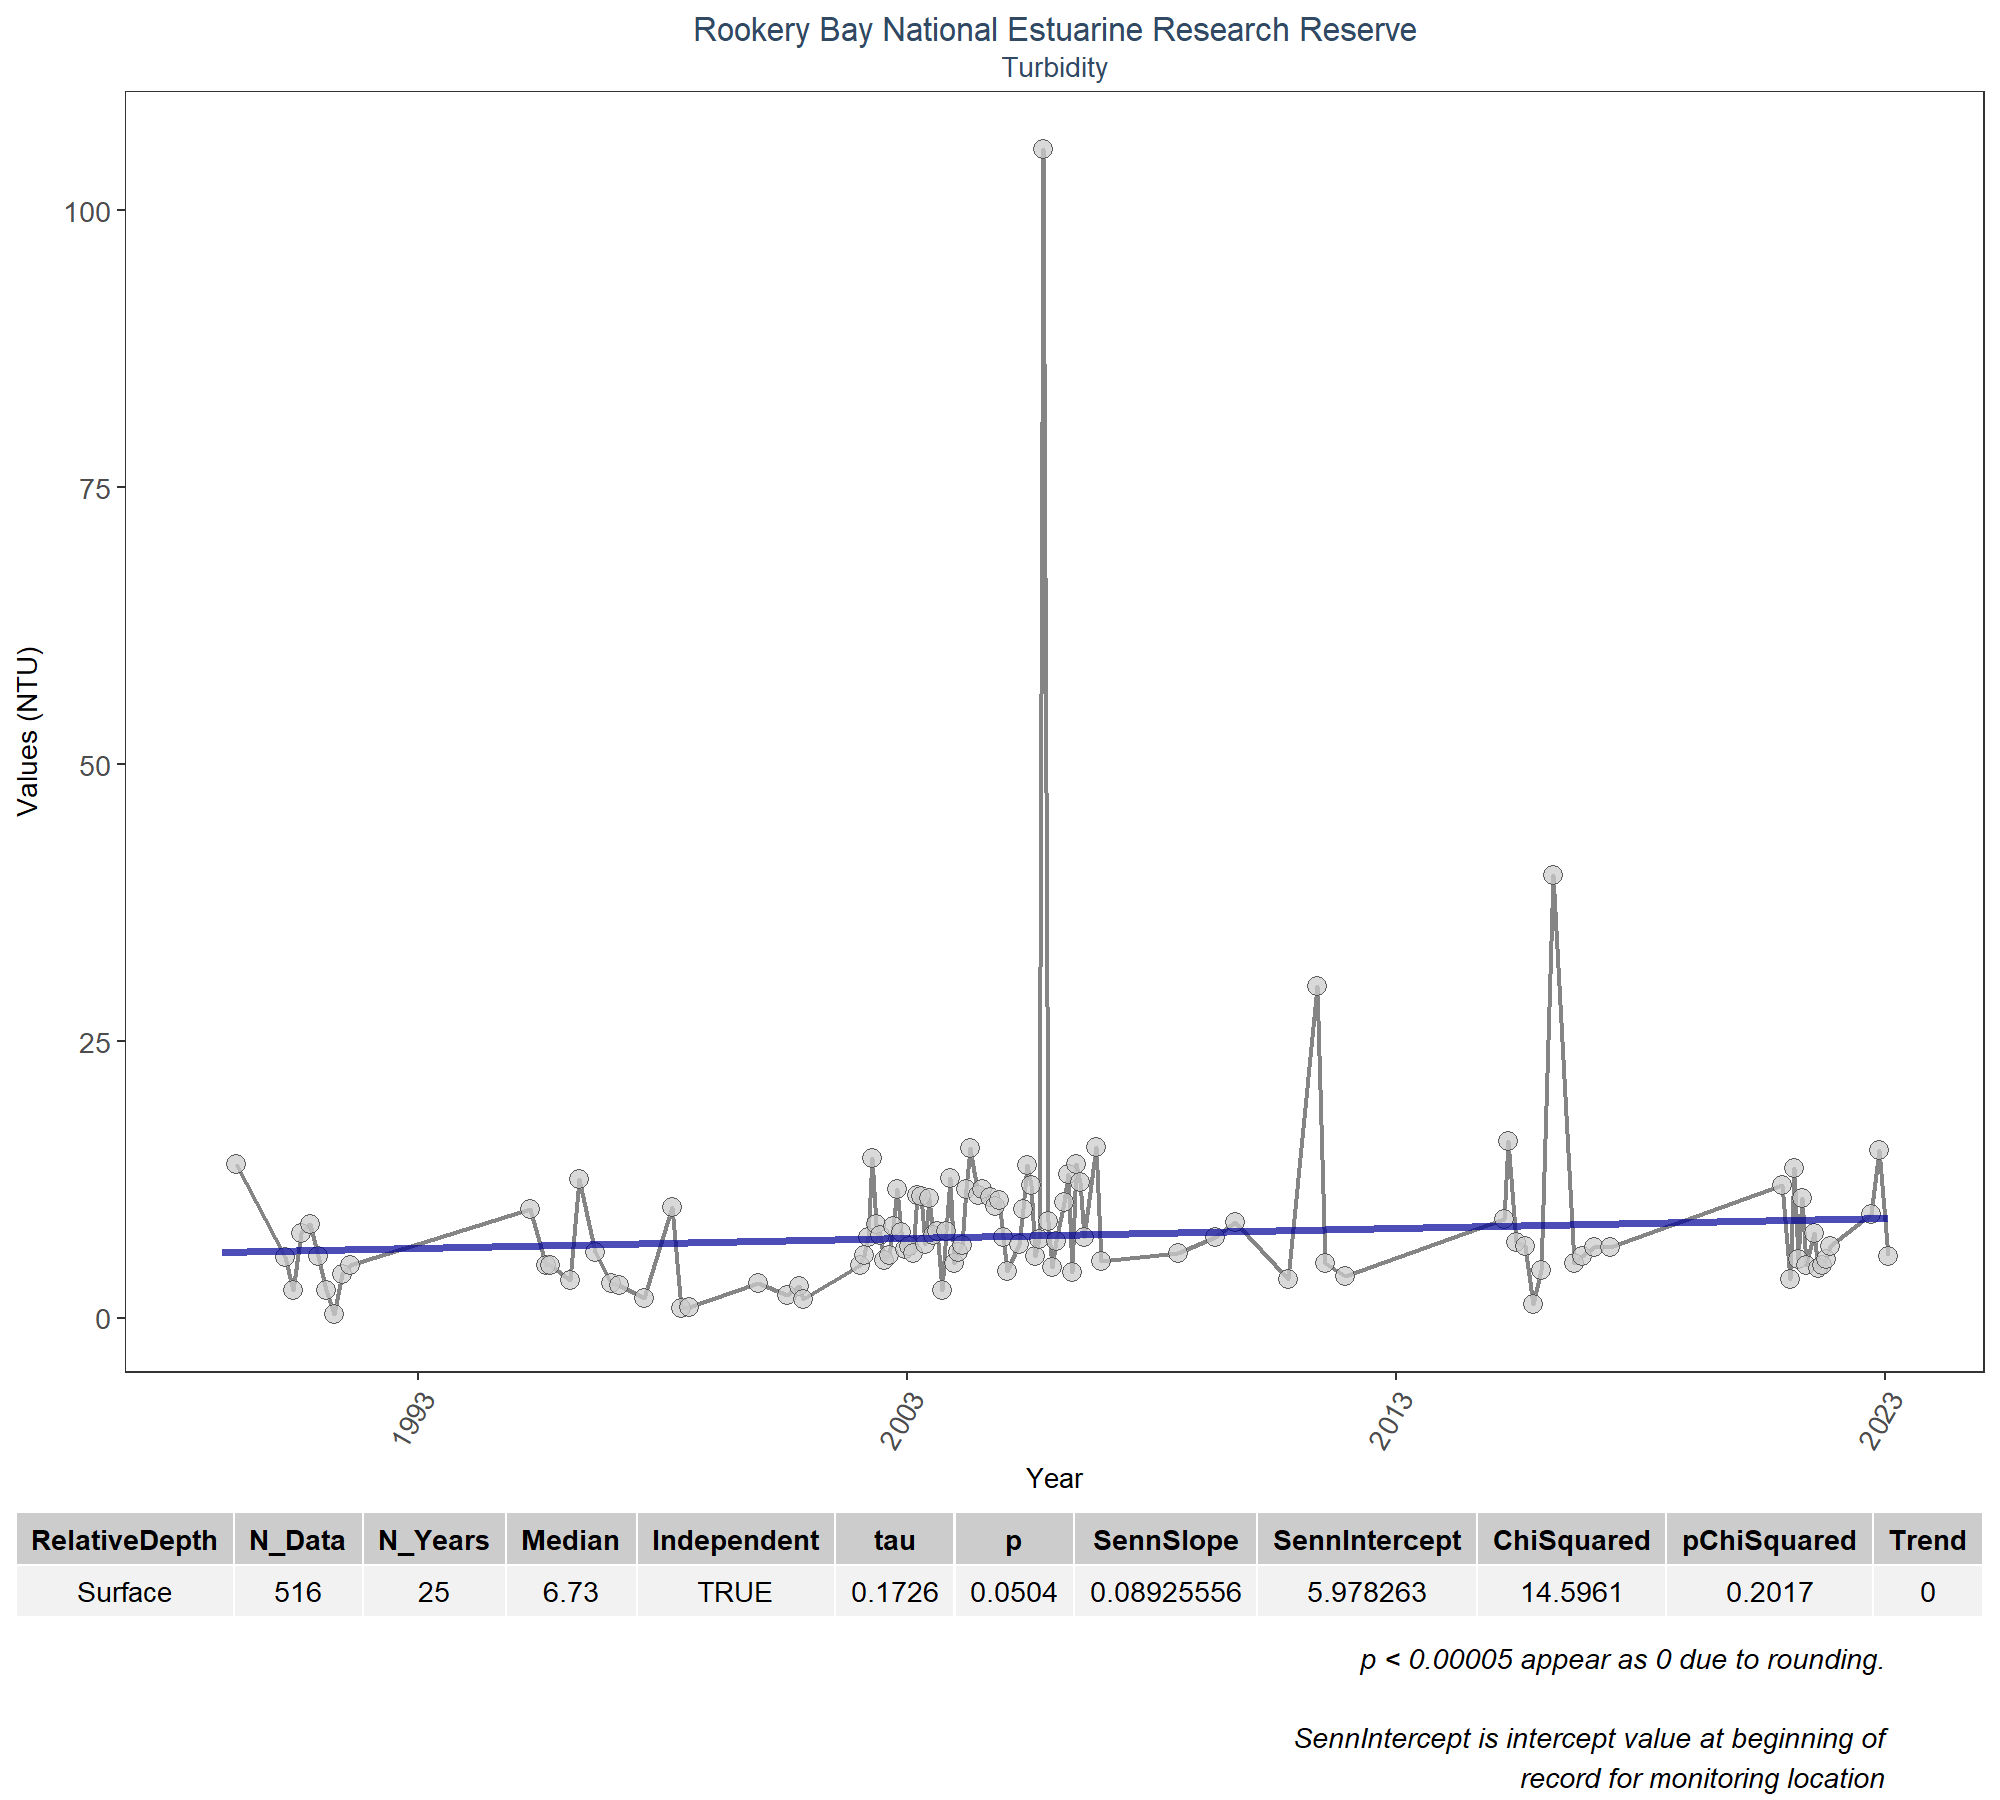 Rookery Bay National Estuarine Research Reserve
Turbidity
Values (NTU)
100
75
50
25
0
1993
2003
2013
2023
Year
RelativeDepth N_Data N_Years Median Independent tau p SennSlope SennIntercept ChiSquared pChiSquared Trend
Surface 516 25 6.73 TRUE 0.1726 0.0504 0.08925556 5.978263 14.5961 0.2017 0
p < 0.00005 appear as 0 due to rounding.
SennIntercept is intercept value at beginning of
record for monitoring location